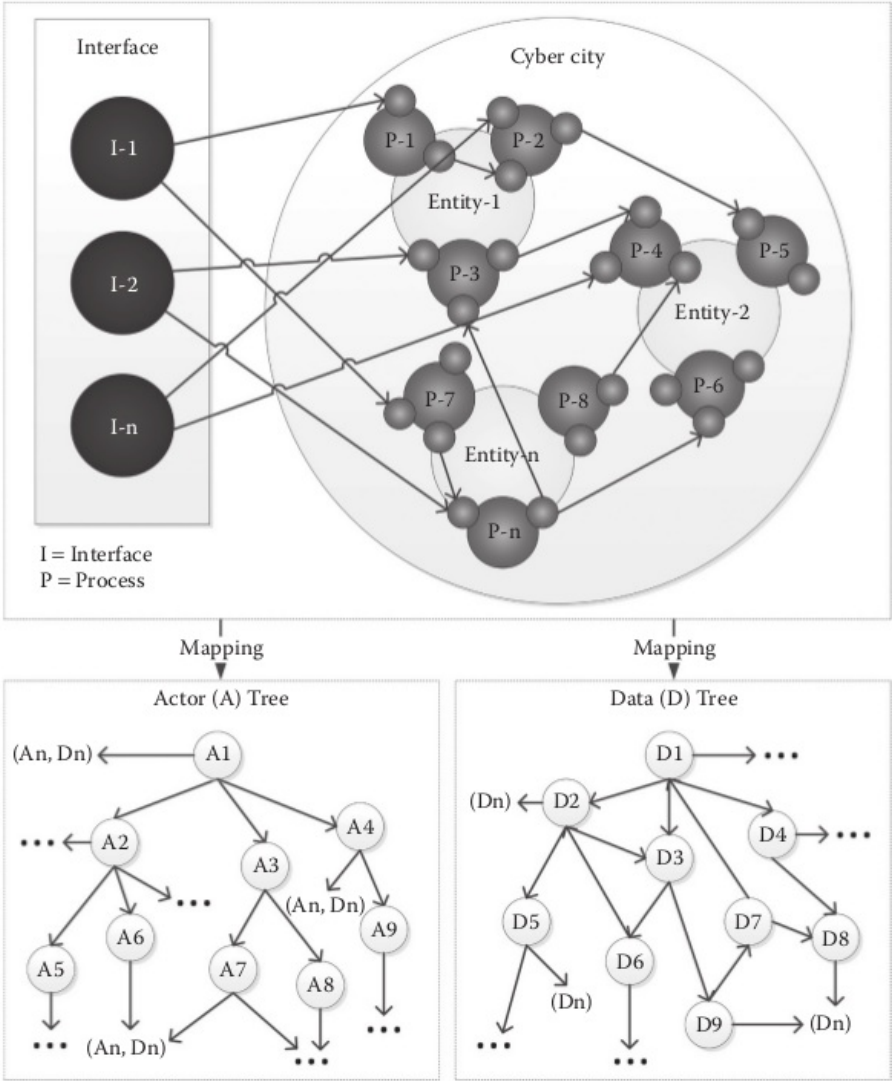 Interface
Cyber city
I-1
I-2
I-n
P-1
P-2
Entity-1
P-3
P-4
P-5
Entity-2
P-6
P-7
P-8
Entity-n
P-n
I = Interface
P = Process
Mapping
Mapping
Actor (A) Tree
(An, Dn)
A1
A2
A3
A4
(An, Dn)
A5
A6
A7
A8
A9
(An, Dn)
Data (D) Tree
D1
(Dn)
D2
D3
D4
D5
D6
D7
D8
(Dn)
D9
(Dn)